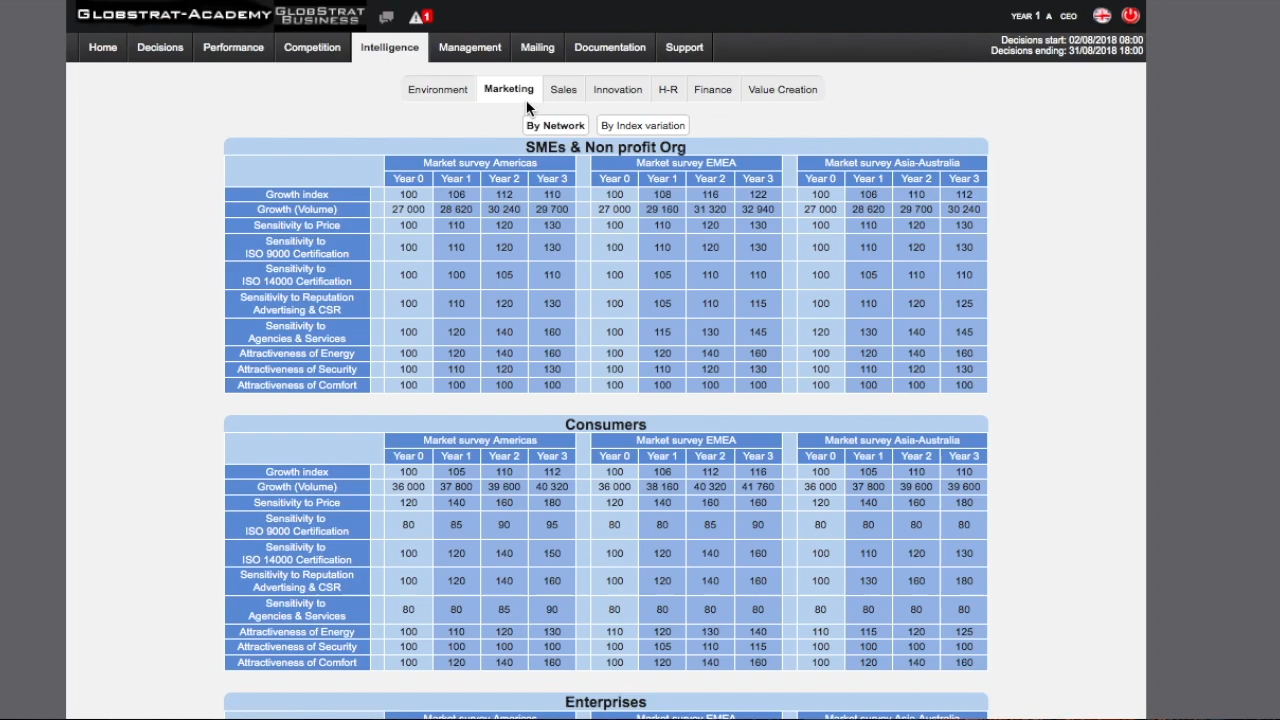 GLOBSTRAT-ACADEMY GLOBSTRAT BUSINESS 1 YEAR 1 A CEO
Home Decisions Performance Competition Intelligence Management Mailing Documentation Support
Decisions start: 02/08/2018 08:00
Decisions ending: 31/08/2018 18:00
Environment Marketing Sales Innovation H-R Finance Value Creation
By Network By Index variation
SMEs & Non profit Org
Market survey Americas Market survey EMEA Market survey Asia-Australia
Year 0 Year 1 Year 2 Year 3 Year 0 Year 1 Year 2 Year 3 Year 0 Year 1 Year 2 Year 3
Growth index 100 106 112 110 100 108 116 122 100 106 110 112
Growth (Volume) 27 000 28 620 30 240 29 700 27 000 29 160 31 320 32 940 27 000 28 620 29 700 30 240
Sensitivity to Price 100 110 120 130 100 110 120 130 100 110 120 130
Sensitivity to
ISO 9000 Certification 100 110 120 130 100 110 120 130 100 110 120 130
Sensitivity to
ISO 14000 Certification 100 100 105 110 100 105 110 110 100 105 110 110
Sensitivity to Reputation
Advertising & CSR 100 110 120 130 100 105 110 115 100 110 120 125
Sensitivity to
Agencies & Services 100 120 140 160 100 115 130 145 120 130 140 145
Attractiveness of Energy 100 120 140 160 100 120 140 160 100 120 140 160
Attractiveness of Security 100 110 120 130 100 110 120 130 100 110 120 130
Attractiveness of Comfort 100 100 100 100 100 100 100 100 100 100 100 100
Consumers
Market survey Americas Market survey EMEA Market survey Asia-Australia
Year 0 Year 1 Year 2 Year 3 Year 0 Year 1 Year 2 Year 3 Year 0 Year 1 Year 2 Year 3
Growth index 100 105 110 112 100 106 112 116 100 105 110 110
Growth (Volume) 36 000 37 800 39 600 40 320 36 000 38 160 40 320 41 760 36 000 37 800 39 600 39 600
Sensitivity to Price 120 140 160 180 120 140 160 160 120 140 160 180
Sensitivity to
ISO 9000 Certification 80 85 90 95 80 80 85 90 80 80 80 80
Sensitivity to
ISO 14000 Certification 100 120 140 150 100 120 140 160 100 110 120 130
Sensitivity to Reputation
Advertising & CSR 100 120 140 160 100 120 140 160 100 130 160 180
Sensitivity to
Agencies & Services 80 80 85 90 80 80 80 80 80 80 80 80
Attractiveness of Energy 100 110 120 130 110 120 130 140 110 115 120 125
Attractiveness of Security 100 100 100 100 100 105 110 115 100 100 100 100
Attractiveness of Comfort 100 120 140 160 100 120 140 160 100 120 140 160
Enterprises
Market survey Americas Market survey EMEA Market survey Asia-Australia